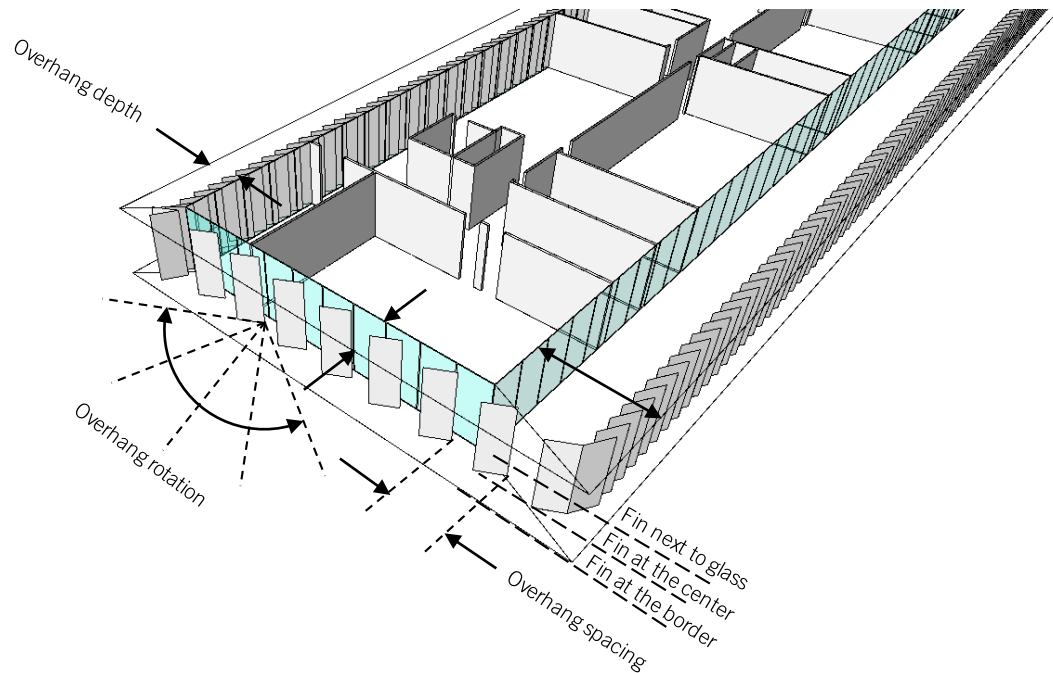 Overhang depth
Overhang rotation
Fin next to glass
Fin at the center
Fin at the border
Overhang spacing